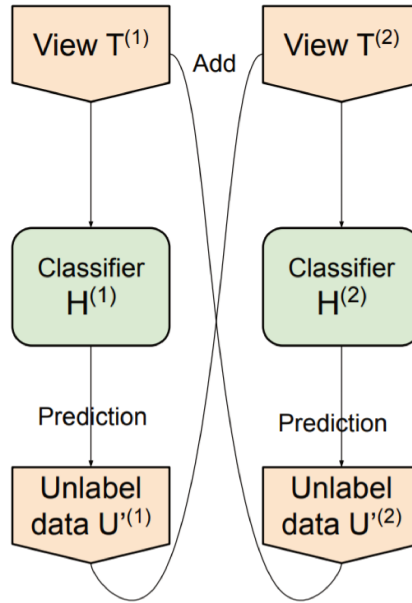 View T⁽¹⁾
Add
View T⁽²⁾
Classifier
H⁽¹⁾
Classifier
H⁽²⁾
Prediction
Prediction
Unlabel
data U'⁽¹⁾
Unlabel
data U'⁽²⁾